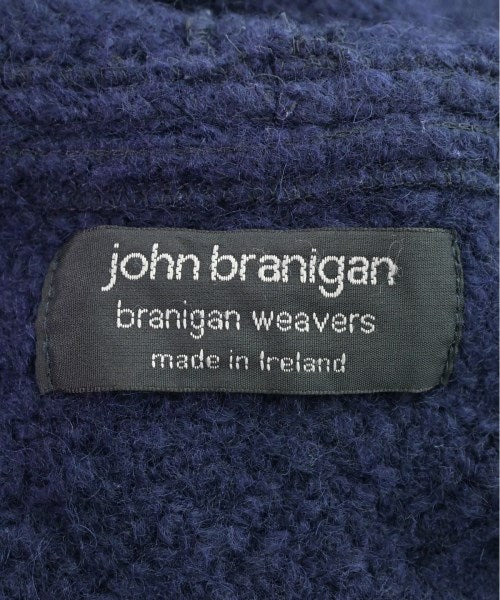 john branigan
branigan weavers
made in Ireland